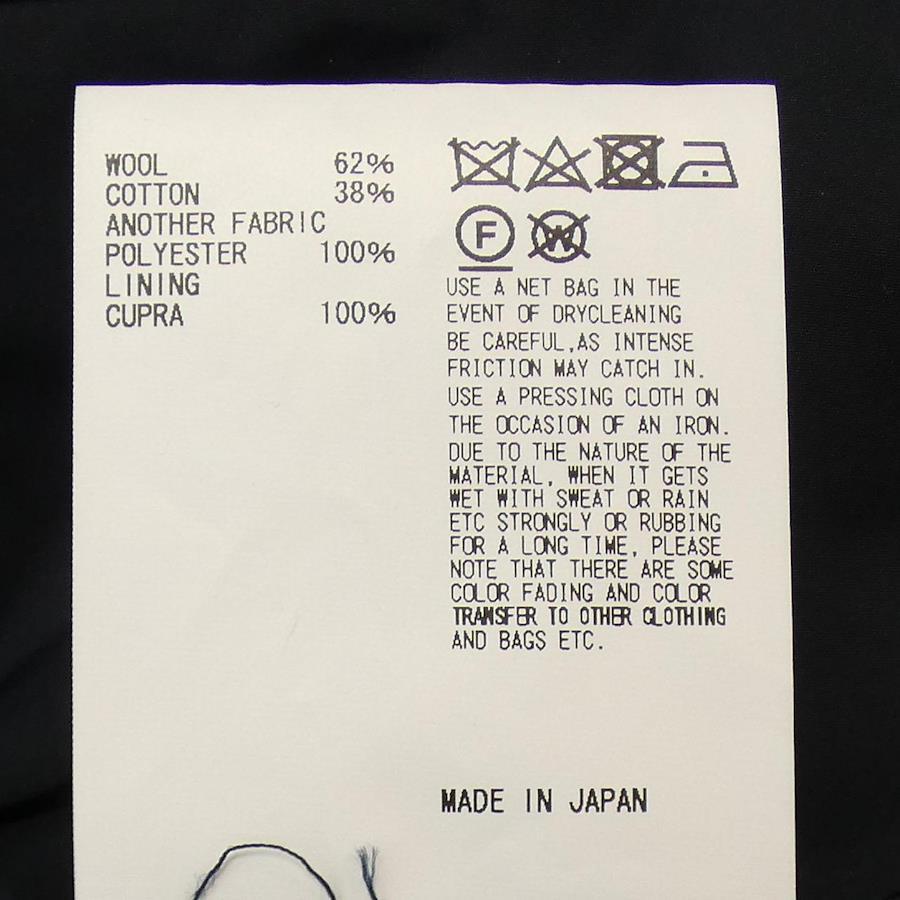 WOOL 62%
COTTON 38%
ANOTHER FABRIC
POLYESTER 100%
LINING
CUPRA 100%
F W
USE A NET BAG IN THE
EVENT OF DRYCLEANING
BE CAREFUL,AS INTENSE
FRICTION MAY CATCH IN.
USE A PRESSING CLOTH ON
THE OCCASION OF AN IRON.
DUE TO THE NATURE OF THE
MATERIAL, WHEN IT GETS
WET WITH SWEAT OR RAIN
ETC STRONGLY OR RUBBING
FOR A LONG TIME, PLEASE
NOTE THAT THERE ARE SOME
COLOR FADING AND COLOR
TRANSFER TO OTHER CLOTHING
AND BAGS ETC.
MADE IN JAPAN